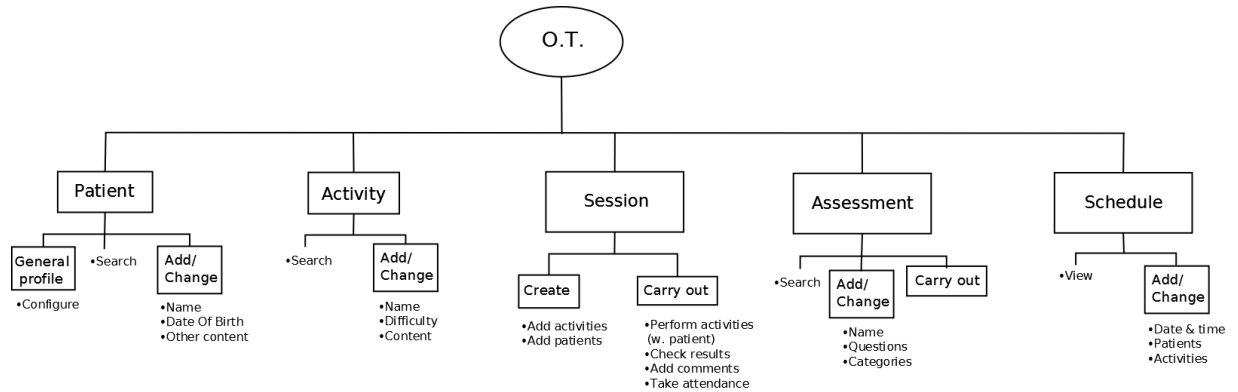 O.T.
Patient
Activity
Session
Assessment
Schedule
General
profile
•Configure
•Search
Add/
Change
•Name
•Date Of Birth
•Other content
•Search
Add/
Change
•Name
•Difficulty
•Content
Create
•Add activities
•Add patients
Carry out
•Perform activities
(w. patient)
•Check results
•Add comments
•Take attendance
•Search
Add/
Change
•Name
•Questions
•Categories
Carry out
•View
Add/
Change
•Date & time
•Patients
•Activities